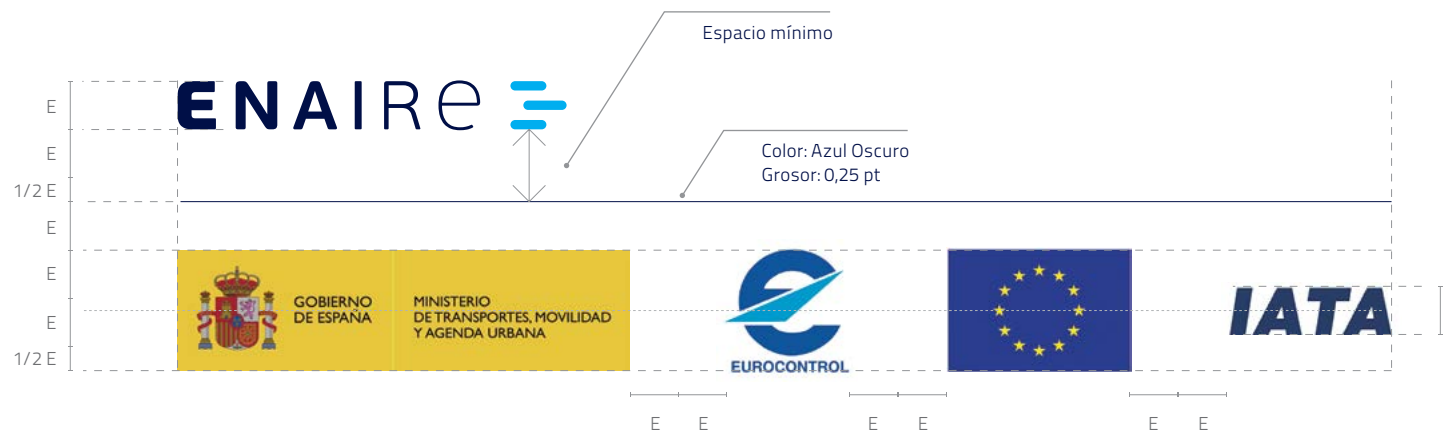 Espacio mínimo
E
ENAIRe
E
Color: Azul Oscuro
Grosor: 0,25 pt
1/2 E
E
E
GOBIERNO
DE ESPAÑA
MINISTERIO
DE TRANSPORTES, MOVILIDAD
Y AGENDA URBANA
EUROCONTROL
IATA
E
1/2 E
E E
E E
E E